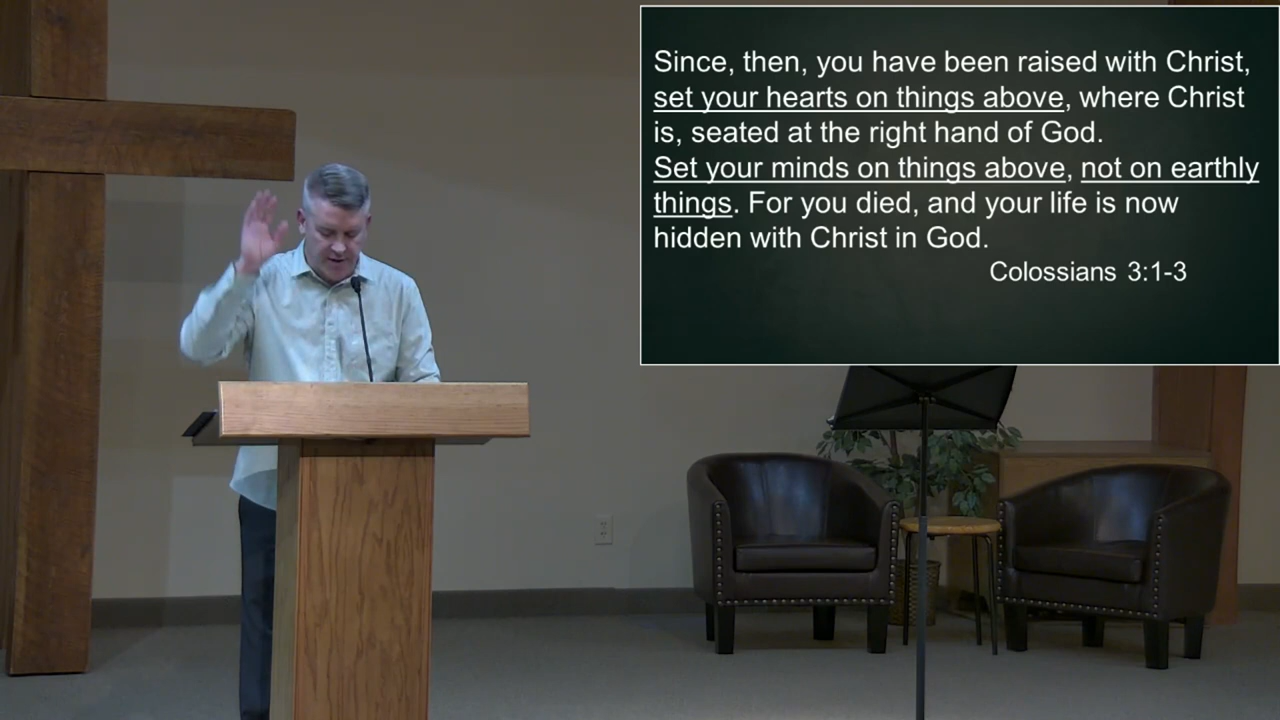 Since, then, you have been raised with Christ,
set your hearts on things above, where Christ
is, seated at the right hand of God.
Set your minds on things above, not on earthly
things. For you died, and your life is now
hidden with Christ in God.
Colossians 3:1-3